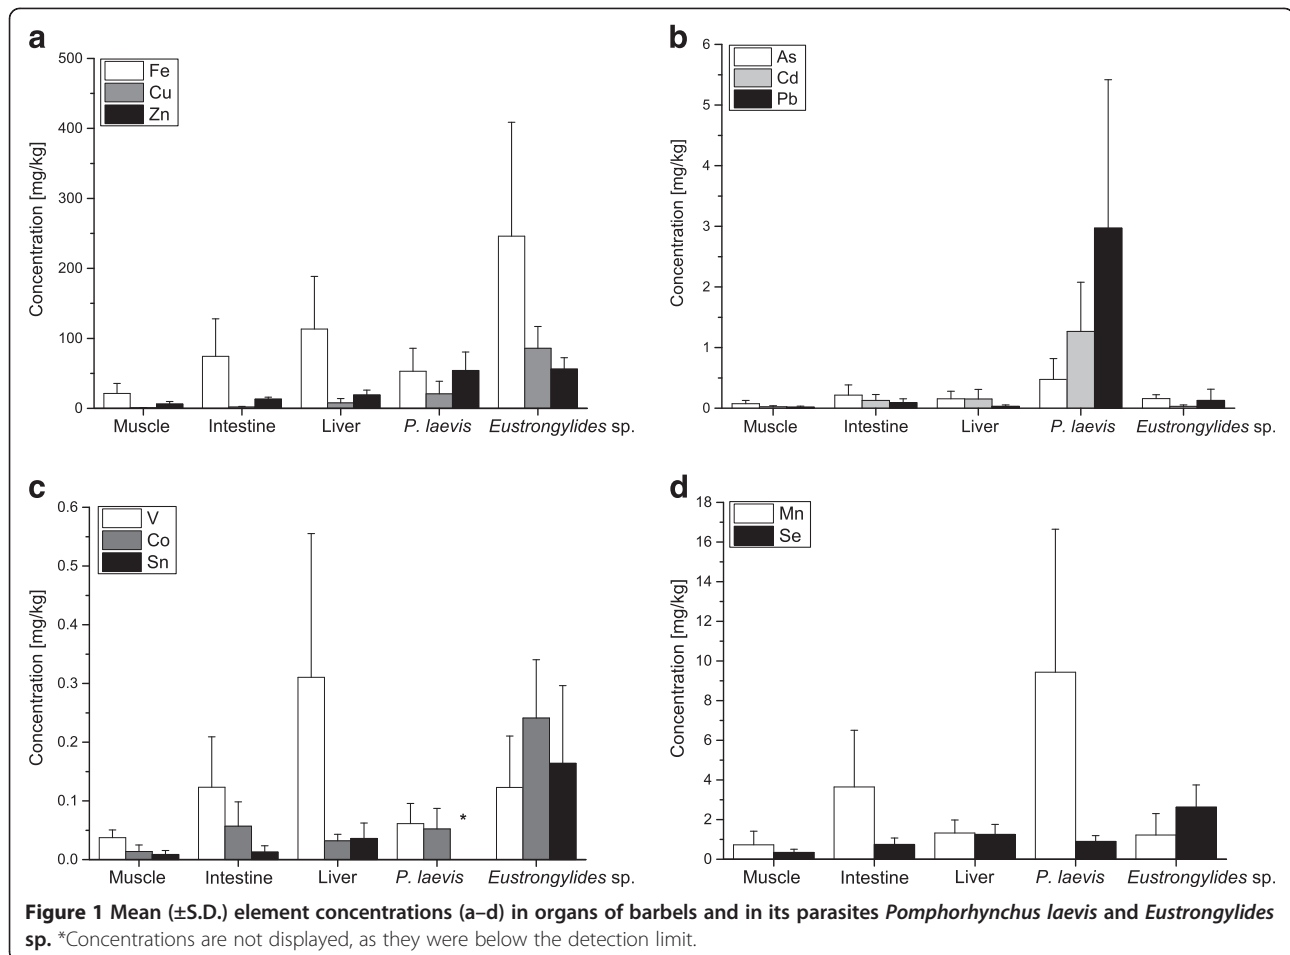 a
500
400
300
200
100
0
Concentration [mg/kg]
Fe
Cu
Zn
Muscle Intestine Liver P. laevis Eustrongylides sp.
b
6
5
4
3
2
1
0
Concentration [mg/kg]
As
Cd
Pb
Muscle Intestine Liver P. laevis Eustrongylides sp.
c
0.6
0.5
0.4
0.3
0.2
0.1
0.0
Concentration [mg/kg]
V
Co
Sn
*
Muscle Intestine Liver P. laevis Eustrongylides sp.
d
18
16
14
12
10
8
6
4
2
0
Concentration [mg/kg]
Mn
Se
Muscle Intestine Liver P. laevis Eustrongylides sp.
Figure 1 Mean (±S.D.) element concentrations (a–d) in organs of barbels and in its parasites Pomphorhynchus laevis and Eustrongylides
sp. *Concentrations are not displayed, as they were below the detection limit.